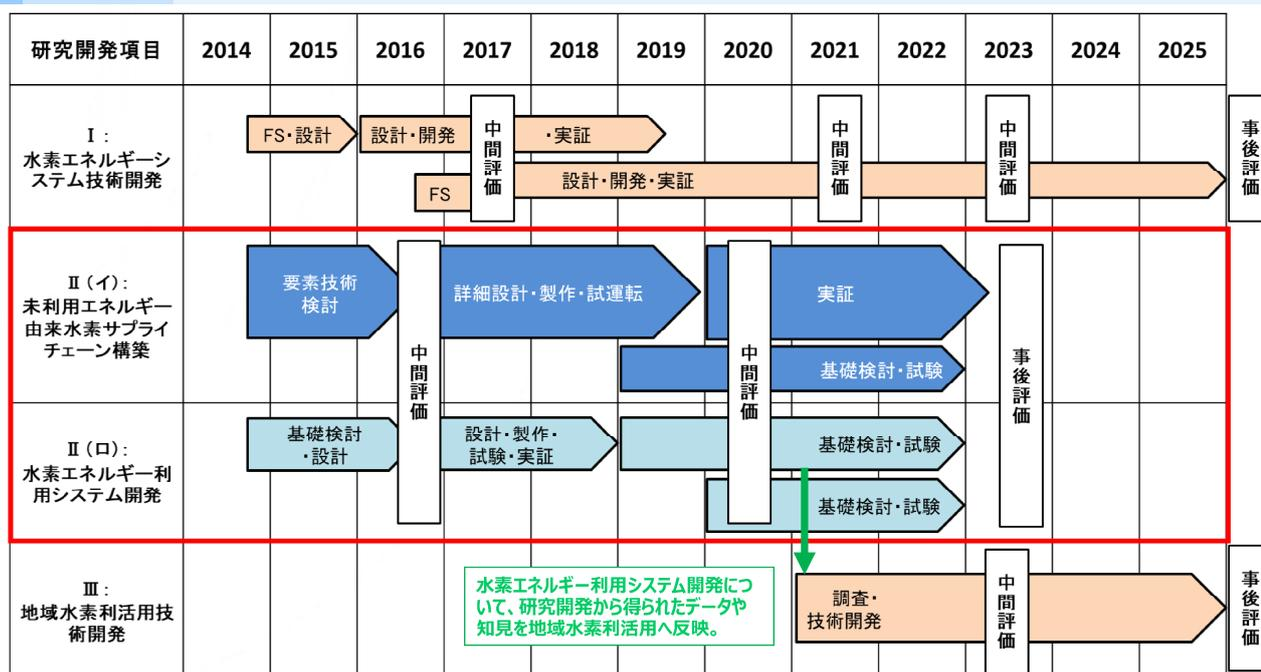 研究開発項目 2014 2015 2016 2017 2018 2019 2020 2021 2022 2023 2024 2025
Ⅰ：
水素エネルギーシ
ステム技術開発
FS・設計
設計・開発
・実証
FS
設計・開発・実証
中間評価
中間評価
中間評価
事後評価
Ⅱ（イ）：
未利用エネルギー
由来水素サプライ
チェーン構築
要素技術
検討
詳細設計・製作・試運転
実証
基礎検討・試験
中間評価
中間評価
事後評価
Ⅱ（ロ）：
水素エネルギー利
用システム開発
基礎検討
・設計
設計・製作・
試験・実証
基礎検討・試験
基礎検討・試験
Ⅲ：
地域水素利活用技
術開発
水素エネルギー利用システム開発につ
いて、研究開発から得られたデータや
知見を地域水素利活用へ反映。
調査・
技術開発
中間評価
事後評価